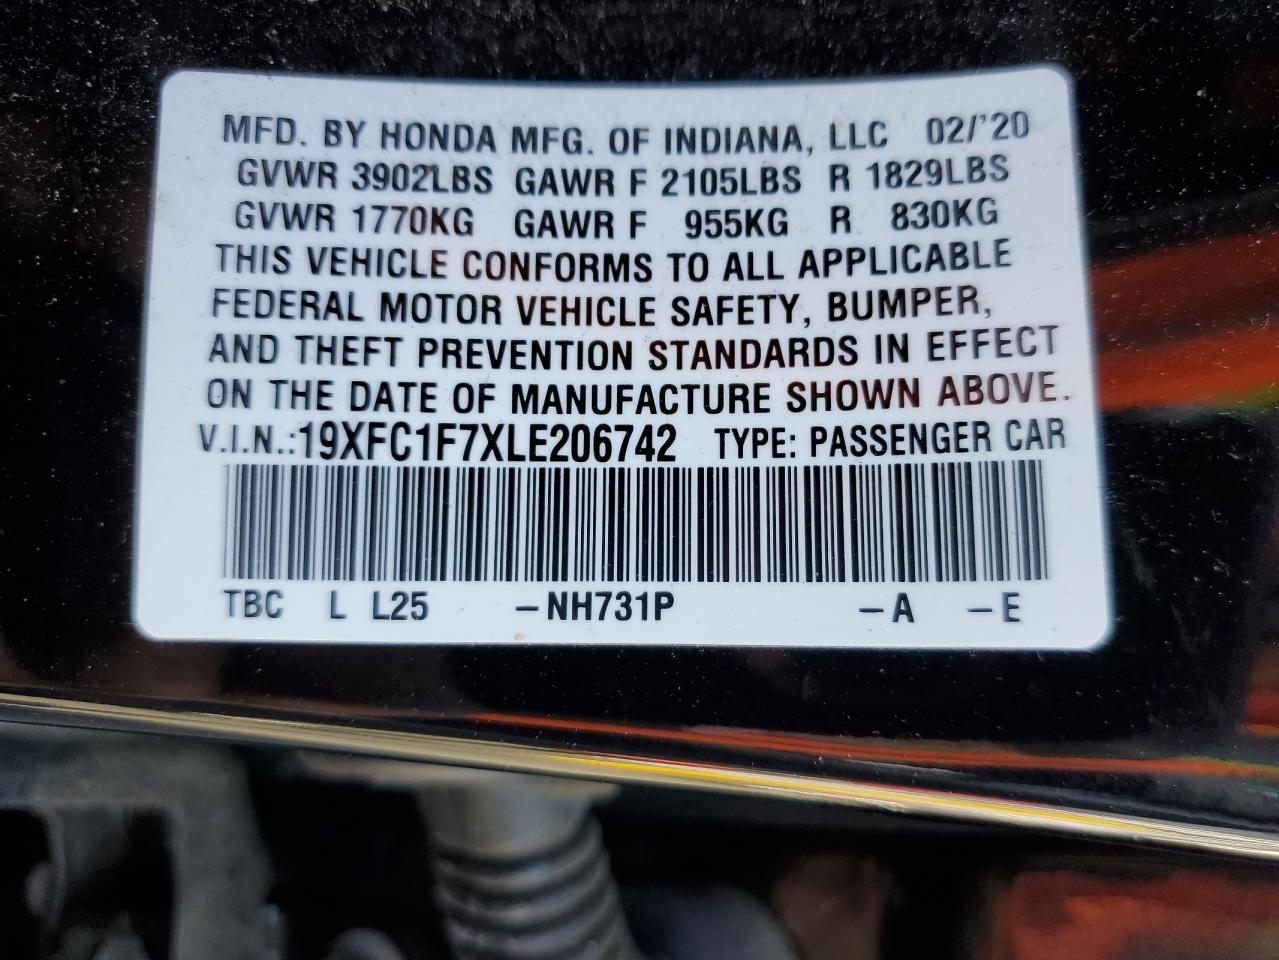 MFD. BY HONDA MFG. OF INDIANA, LLC 02/'20
GVWR 3902LBS GAWR F 2105LBS R 1829LBS
GVWR 1770KG GAWR F 955KG R 830KG
THIS VEHICLE CONFORMS TO ALL APPLICABLE
FEDERAL MOTOR VEHICLE SAFETY, BUMPER,
AND THEFT PREVENTION STANDARDS IN EFFECT
ON THE DATE OF MANUFACTURE SHOWN ABOVE.
V.I.N.:19XFC1F7XLE206742 TYPE: PASSENGER CAR
TBC L L25 -NH731P -A -E